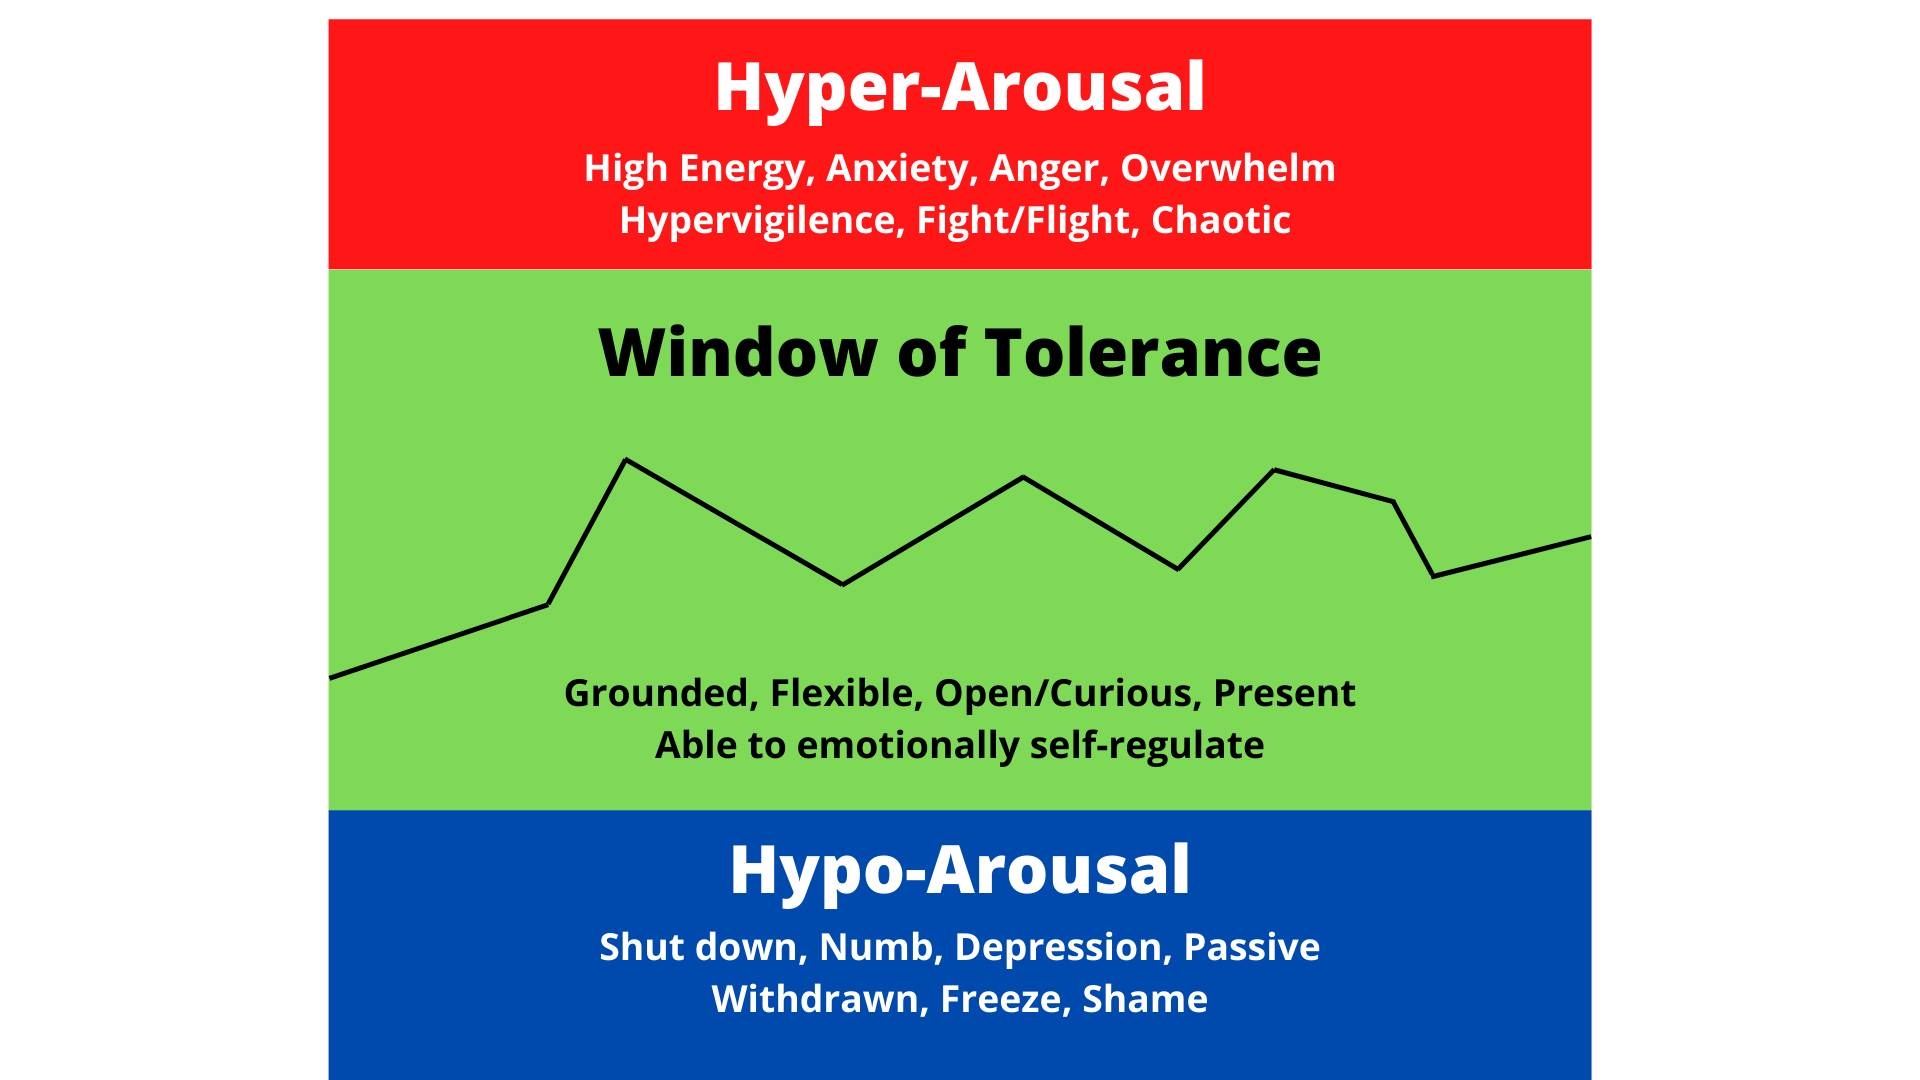 Hyper-Arousal
High Energy, Anxiety, Anger, Overwhelm
Hypervigilence, Fight/Flight, Chaotic
Window of Tolerance
Grounded, Flexible, Open/Curious, Present
Able to emotionally self-regulate
Hypo-Arousal
Shut down, Numb, Depression, Passive
Withdrawn, Freeze, Shame